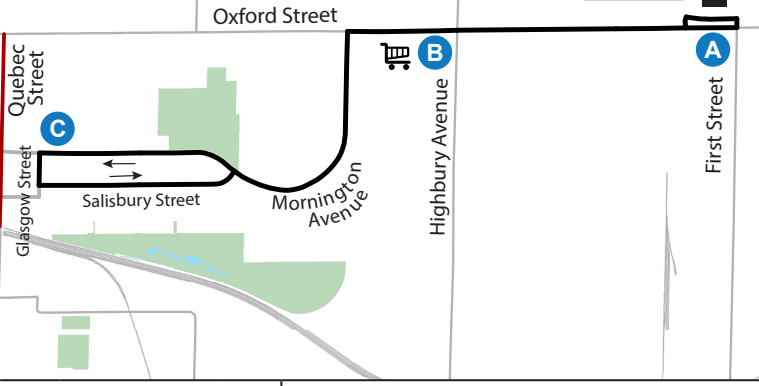 Oxford Street
Quebec
Street
B
A
C
Highbury Avenue
First Street
Glasgow Street
Salisbury Street
Mornington
Avenue